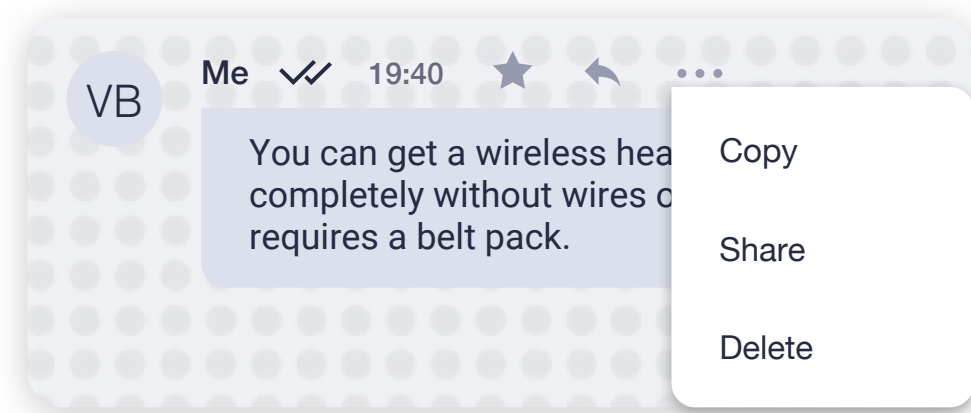 VB
Me 19:40
You can get a wireless hea
completely without wires
requires a belt pack.
Copy
Share
Delete